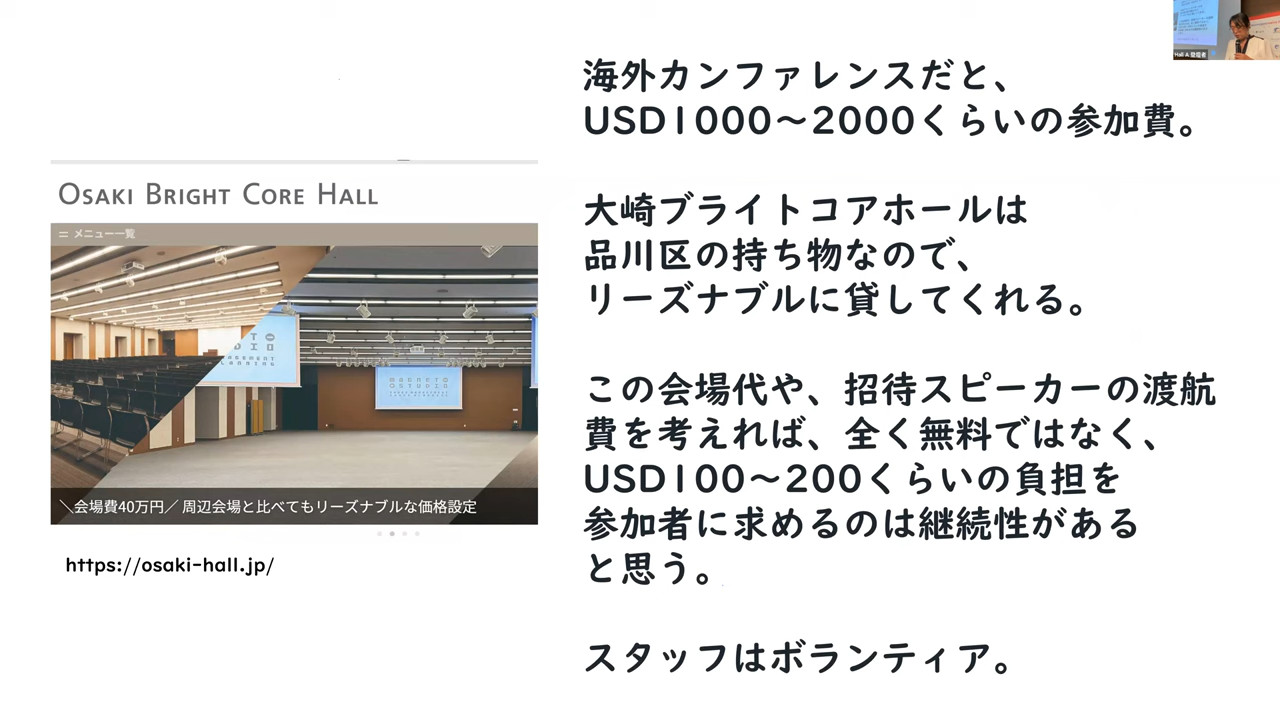 海外カンファレンスだと、
USD1000〜2000くらいの参加費。
大崎ブライトコアホールは
品川区の持ち物なので、
リーズナブルに貸してくれる。
この会場代や、招待スピーカーの渡航
費を考えれば、全く無料ではなく、
USD100〜200くらいの負担を
参加者に求めるのは継続性がある
と思う。
スタッフはボランティア。
OSAKI BRIGHT CORE HALL
メニュー一覧
＼会場費40万円／ 周辺会場と比べてもリーズナブルな価格設定
https://osaki-hall.jp/
Hall A 登壇者